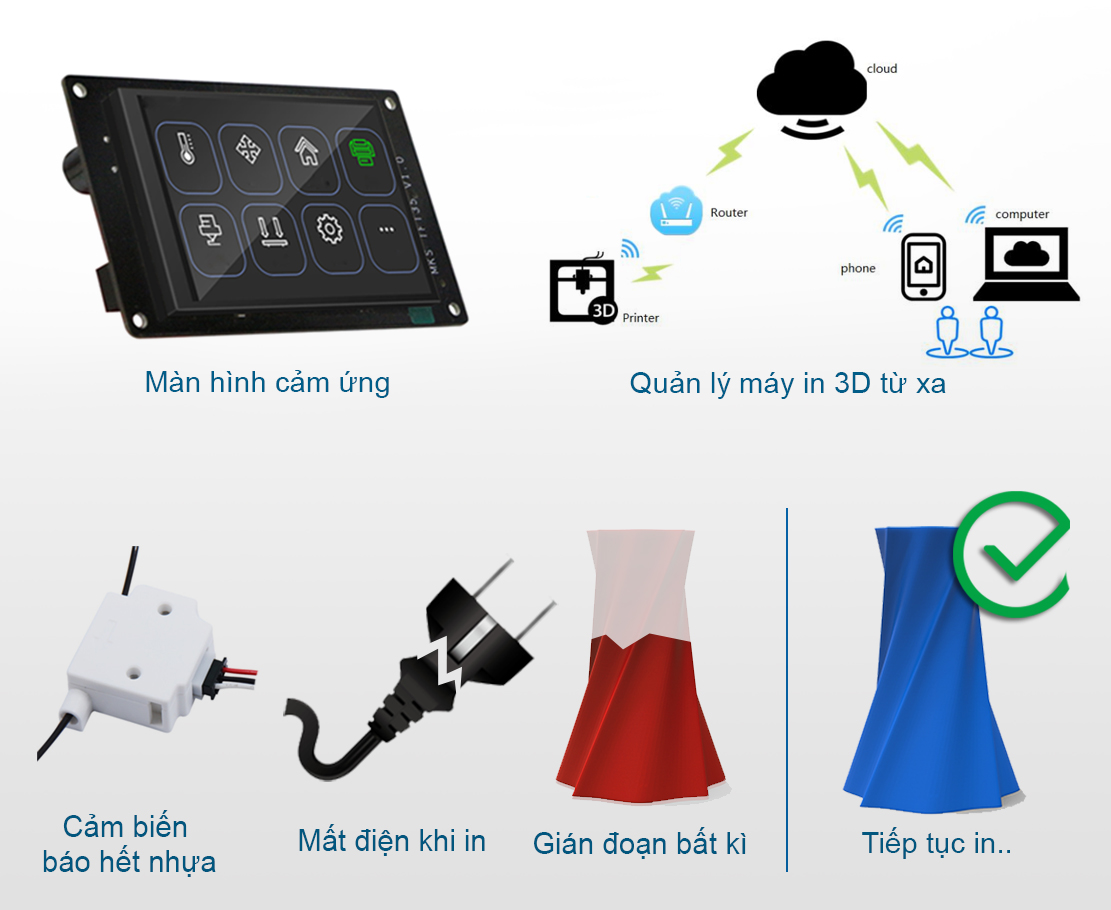 cloud
Router
computer
phone
3D
Printer
Màn hình cảm ứng
Quản lý máy in 3D từ xa
Cảm biến
báo hết nhựa
Mất điện khi in
Gián đoạn bất kì
Tiếp tục in..